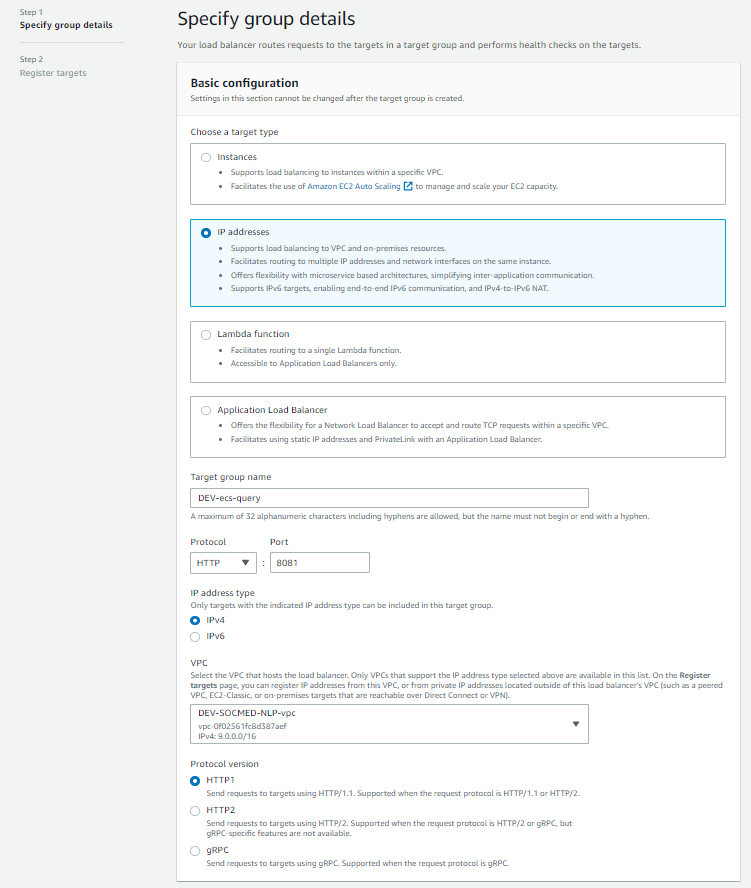 Step 1
Specify group details
Step 2
Register targets
Specify group details
Your load balancer routes requests to the targets in a target group and performs health checks on the targets.
Basic configuration
Settings in this section cannot be changed after the target group is created.
Choose a target type
Instances
Supports load balancing to instances within a specific VPC.
Facilitates the use of Amazon EC2 Auto Scaling to manage and scale your EC2 capacity.
IP addresses
Supports load balancing to VPC and on-premises resources.
Facilitates routing to multiple IP addresses and network interfaces on the same instance.
Offers flexibility with microservice based architectures, simplifying inter-application communication.
Supports IPv6 targets, enabling end-to-end IPv6 communication, and IPv4-to-IPv6 NAT.
Lambda function
Facilitates routing to a single Lambda function.
Accessible to Application Load Balancers only.
Application Load Balancer
Offers the flexibility for a Network Load Balancer to accept and route TCP requests within a specific VPC.
Facilitates using static IP addresses and PrivateLink with an Application Load Balancer.
Target group name
DEV-ecs-query
A maximum of 32 alphanumeric characters including hyphens are allowed, but the name must not begin or end with a hyphen.
Protocol Port
HTTP : 8081
IP address type
Only targets with the indicated IP address type can be included in this target group.
IPv4
IPv6
VPC
Select the VPC that hosts the load balancer. Only VPCs that support the IP address type selected above are available in this list. On the Register
targets page, you can register IP addresses from this VPC, or from private IP addresses located outside of this load balancer's VPC (such as a peered
VPC, EC2-Classic, or on-premises targets that are reachable over Direct Connect or VPN).
DEV-SOCMED-NLP-vpc
vpc-0f02561fc8d387aef
IPv4: 9.0.0.0/16
Protocol version
HTTP1
Send requests to targets using HTTP/1.1. Supported when the request protocol is HTTP/1.1 or HTTP/2.
HTTP2
Send requests to targets using HTTP/2. Supported when the request protocol is HTTP/2 or gRPC, but
gRPC-specific features are not available.
gRPC
Send requests to targets using gRPC. Supported when the request protocol is gRPC.